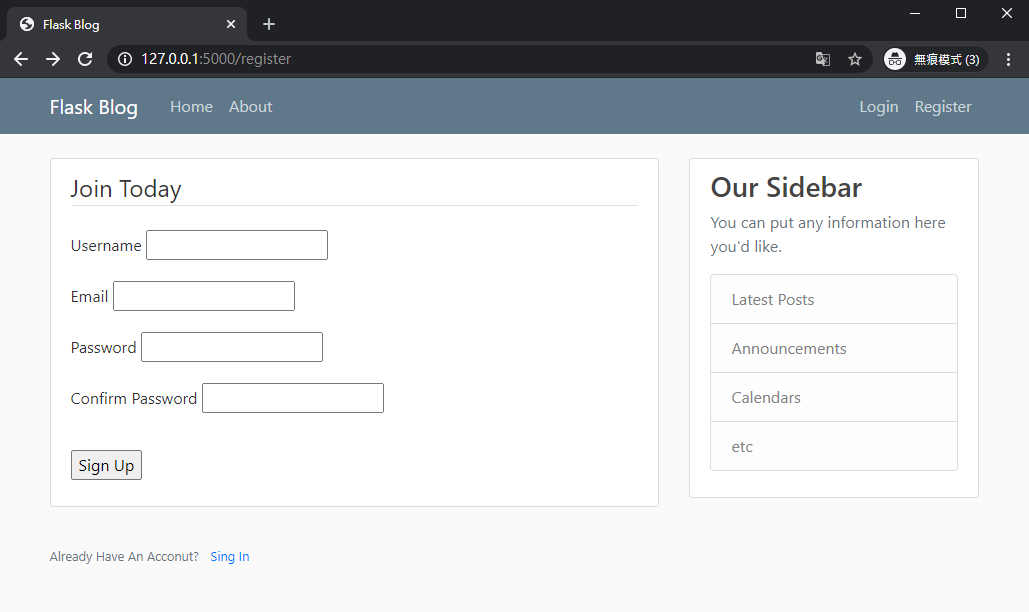 Flask Blog
127.0.0.1:5000/register
無痕模式 (3)
Flask Blog Home About Login Register
Join Today
Username
Email
Password
Confirm Password
Sign Up
Our Sidebar
You can put any information here
you'd like.
Latest Posts
Announcements
Calendars
etc
Already Have An Acconut? Sing In